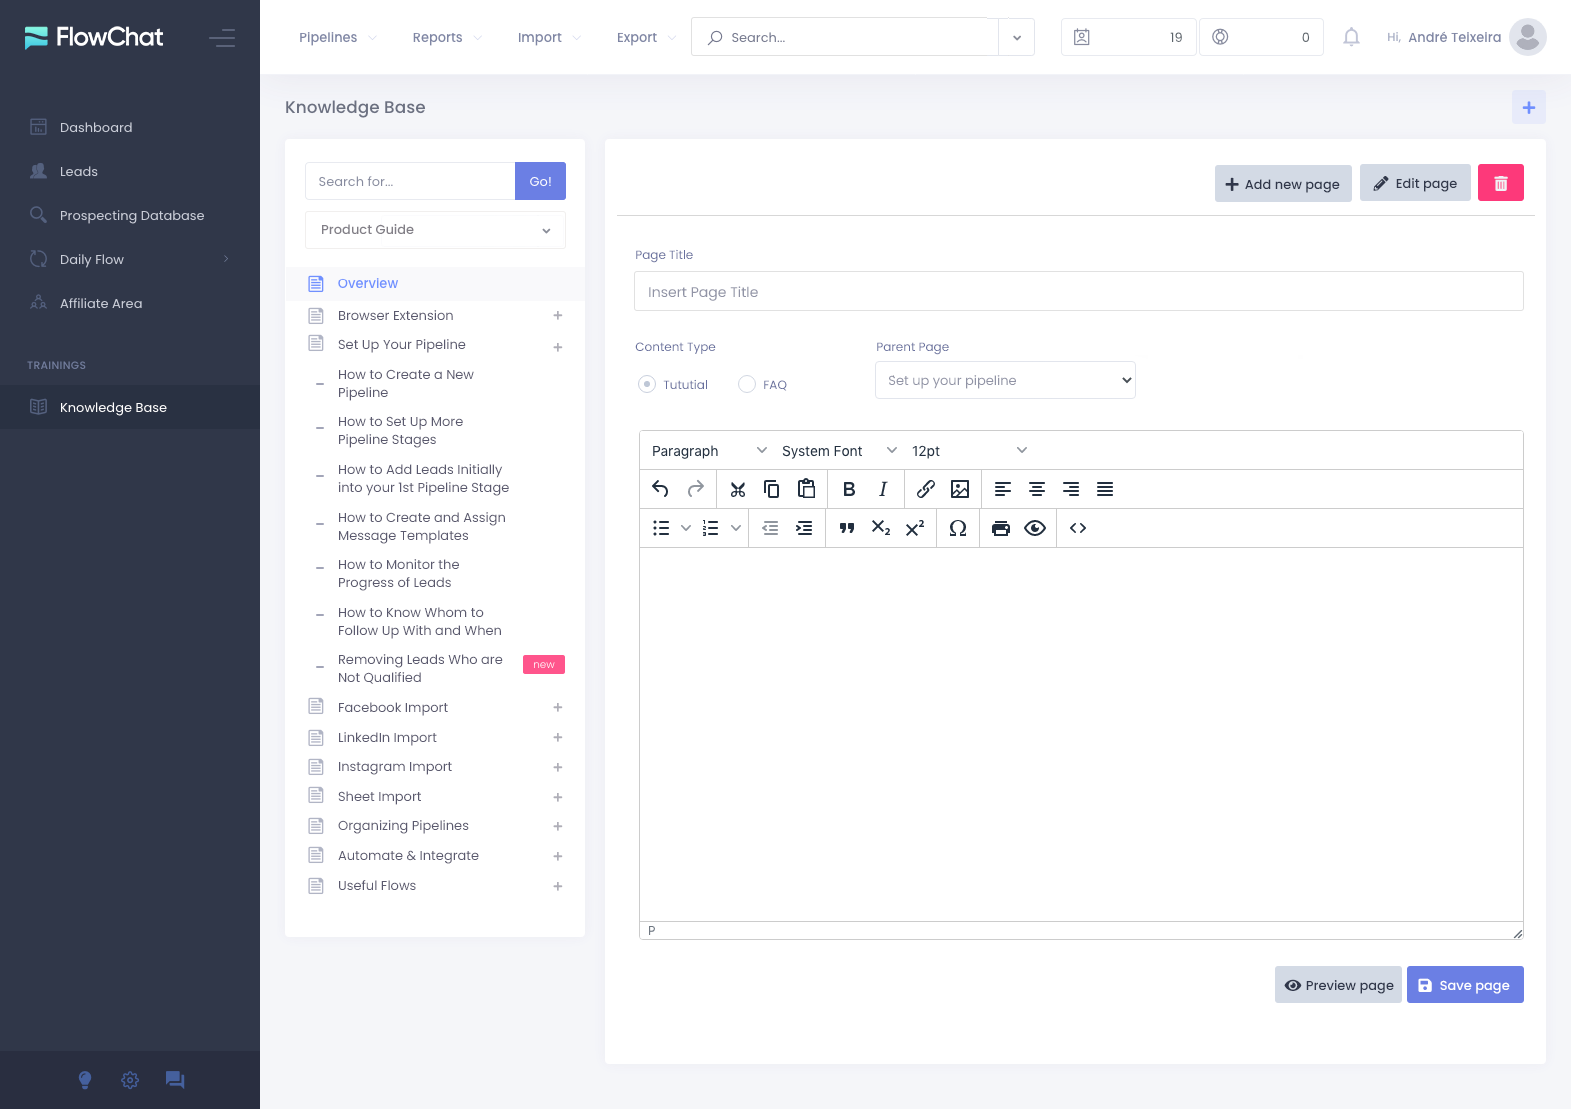 FlowChat
Pipelines
Reports
Import
Export
Search...
19
0
Hi, André Teixeira
Dashboard
Leads
Prospecting Database
Daily Flow
Affiliate Area
TRAININGS
Knowledge Base
Knowledge Base
Search for...
Go!
Product Guide
Overview
Browser Extension
Set Up Your Pipeline
How to Create a New
Pipeline
How to Set Up More
Pipeline Stages
How to Add Leads Initially
into your 1st Pipeline Stage
How to Create and Assign
Message Templates
How to Monitor the
Progress of Leads
How to Know Whom to
Follow Up With and When
Removing Leads Who are
Not Qualified
new
Facebook Import
LinkedIn Import
Instagram Import
Sheet Import
Organizing Pipelines
Automate & Integrate
Useful Flows
Add new page
Edit page
Page Title
Insert Page Title
Content Type
Tututial
FAQ
Parent Page
Set up your pipeline
Paragraph
System Font
12pt
P
Preview page
Save page